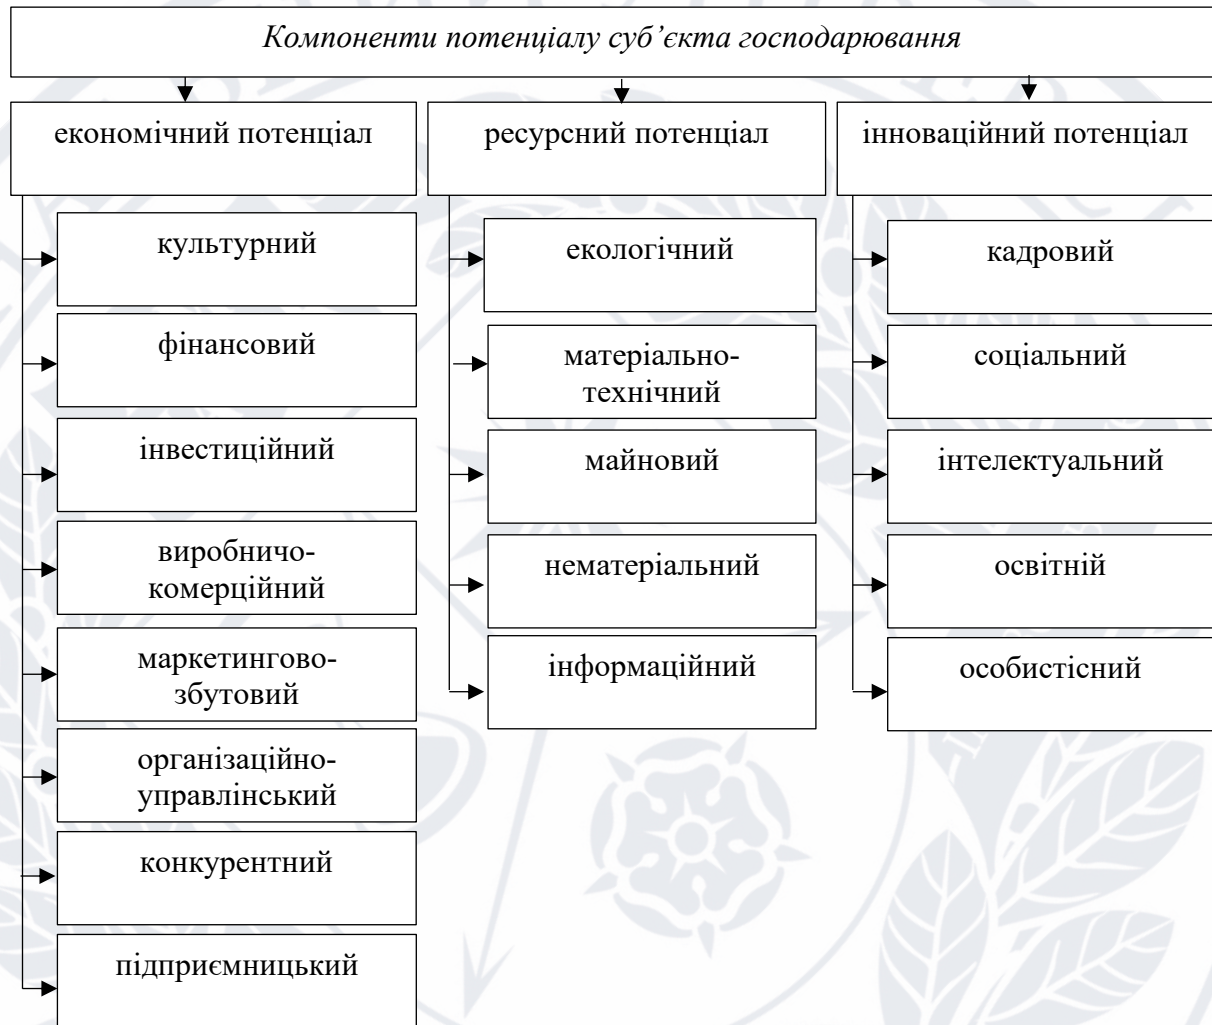 Компоненти потенціалу суб’єкта господарювання
економічний потенціал
культурний
фінансовий
інвестиційний
виробничо-
комерційний
маркетингово-
збутовий
організаційно-
управлінський
конкурентний
підприємницький
ресурсний потенціал
екологічний
матеріально-
технічний
майновий
нематеріальний
інформаційний
інноваційний потенціал
кадровий
соціальний
інтелектуальний
освітній
особистісний